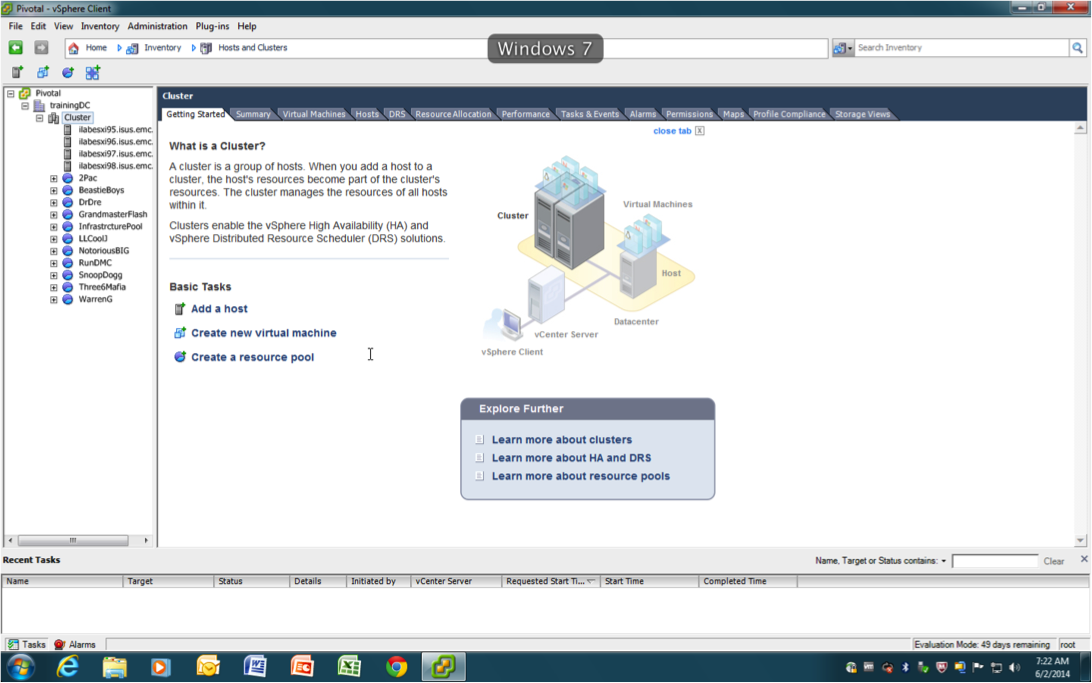 Pivotal - vSphere Client
File Edit View Inventory Administration Plug-ins Help
Home Inventory Hosts and Clusters
Windows 7
Search Inventory
Pivotal
trainingDC
Cluster
ilabesxi95.isus.emc.
ilabesxi96.isus.emc.
ilabesxi97.isus.emc.
ilabesxi98.isus.emc.
2Pac
BeastieBoys
DrDre
GrandmasterFlash
InfrastrcturePool
LLCoolJ
NotoriousBIG
RunDMC
SnoopDogg
Three6Mafia
WarrenG
Cluster
Getting Started Summary Virtual Machines Hosts DRS Resource Allocation Performance Tasks & Events Alarms Permissions Maps Profile Compliance Storage Views
close tab X
What is a Cluster?
A cluster is a group of hosts. When you add a host to a
cluster, the host's resources become part of the cluster's
resources. The cluster manages the resources of all hosts
within it.
Clusters enable the vSphere High Availability (HA) and
vSphere Distributed Resource Scheduler (DRS) solutions.
Basic Tasks
Add a host
Create new virtual machine
Create a resource pool
Cluster
Virtual Machines
Host
Datacenter
vCenter Server
vSphere Client
Explore Further
Learn more about clusters
Learn more about HA and DRS
Learn more about resource pools
Recent Tasks
Name, Target or Status contains: Clear
Name Target Status Details Initiated by vCenter Server Requested Start Ti... Start Time Completed Time
Tasks Alarms
Evaluation Mode: 49 days remaining root
7:22 AM
6/2/2014